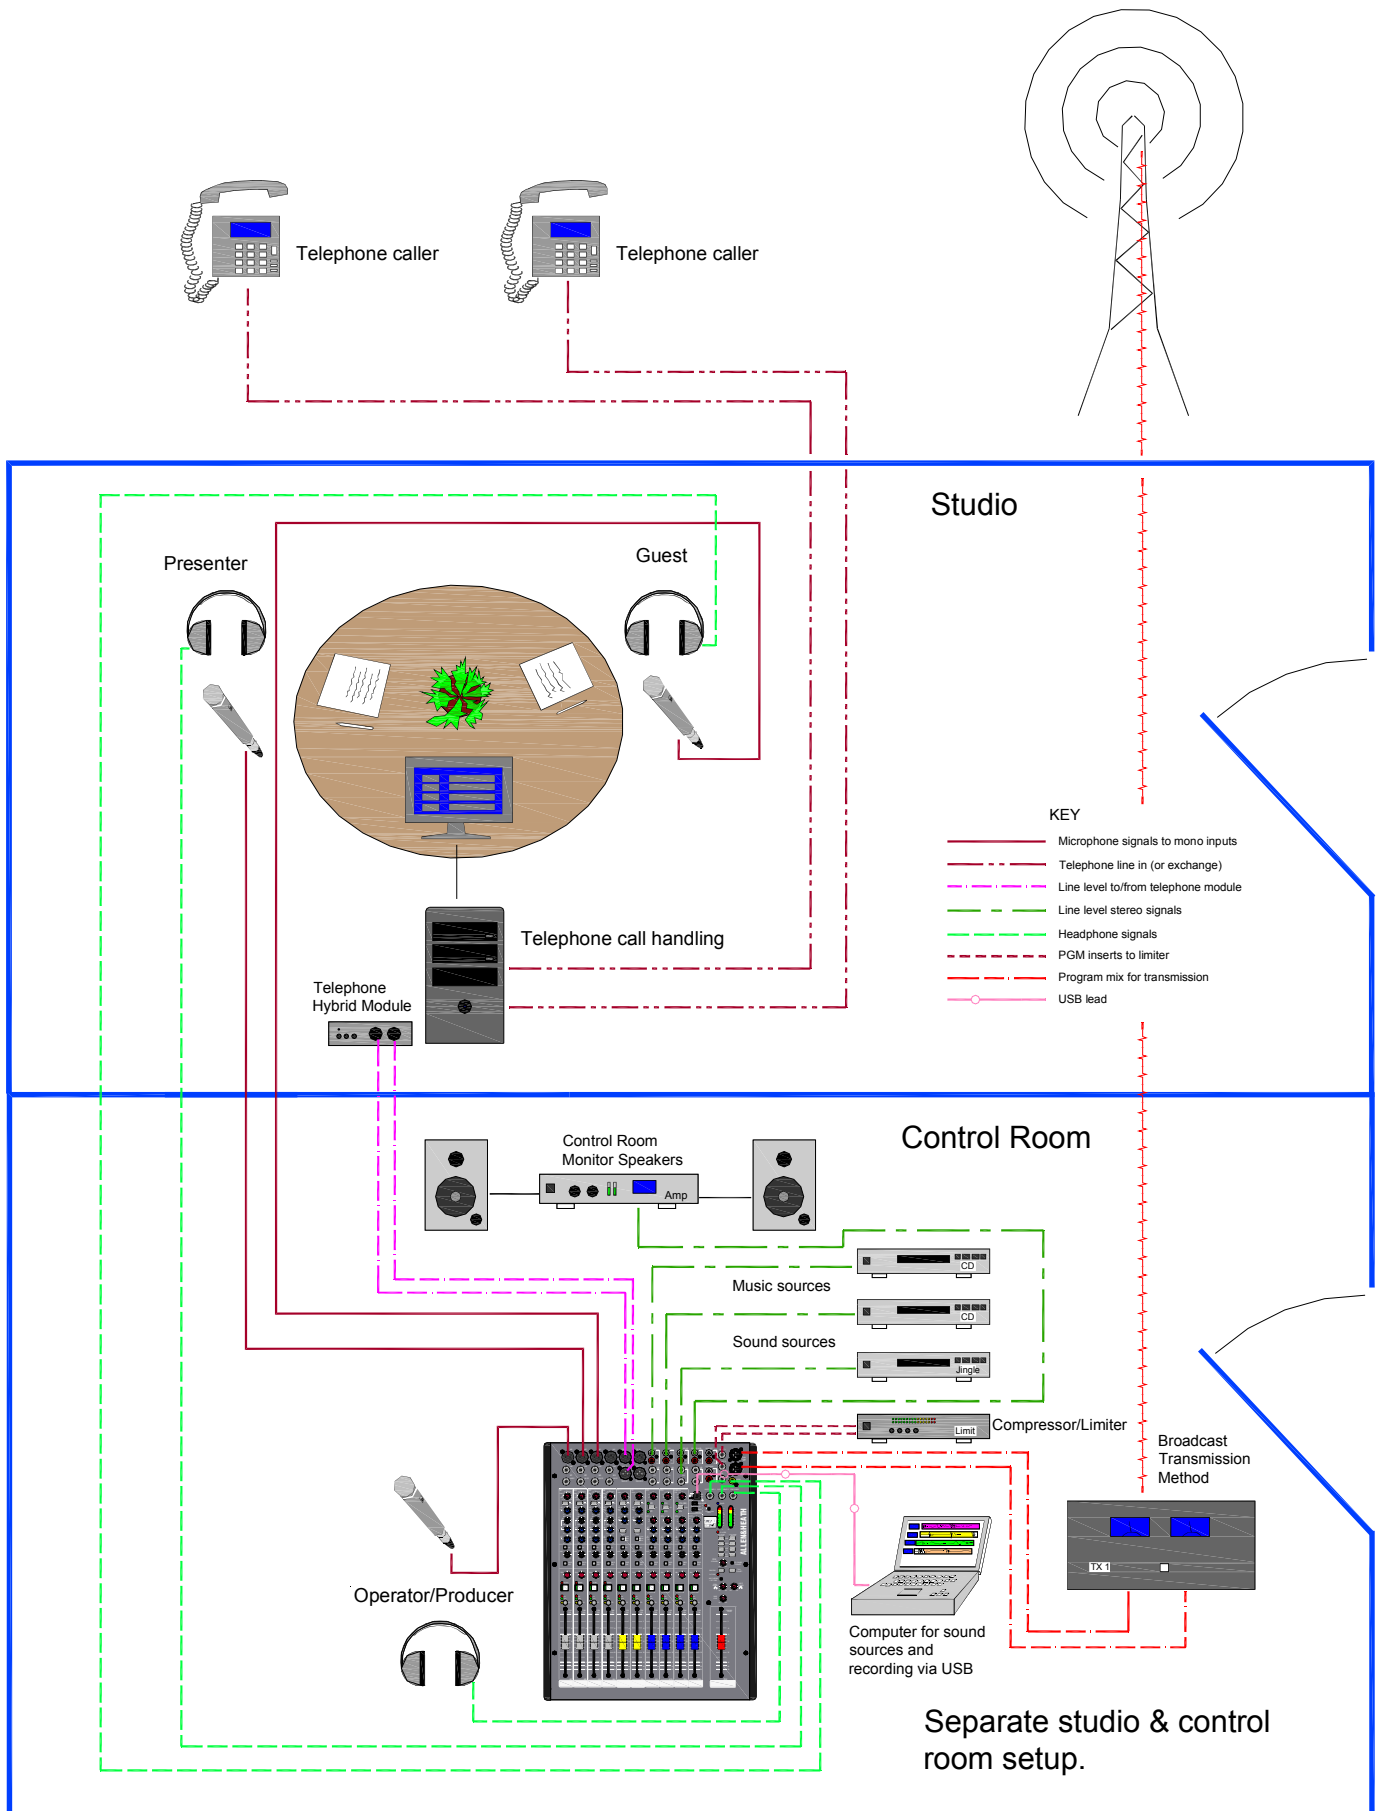 Telephone caller
Telephone caller
Studio
Presenter
Guest
KEY
Microphone signals to mono inputs
Telephone line in (or exchange)
Line level to/from telephone module
Line level stereo signals
Headphone signals
PGM inserts to limiter
Program mix for transmission
USB lead
Telephone call handling
Telephone
Hybrid Module
Control Room
Control Room
Monitor Speakers
Amp
CD
Music sources
CD
Sound sources
Jingle
Limit
Compressor/Limiter
Broadcast
Transmission
Method
ALLEN&HEATH
TX 1
Operator/Producer
Computer for sound
sources and
recording via USB
Separate studio & control
room setup.